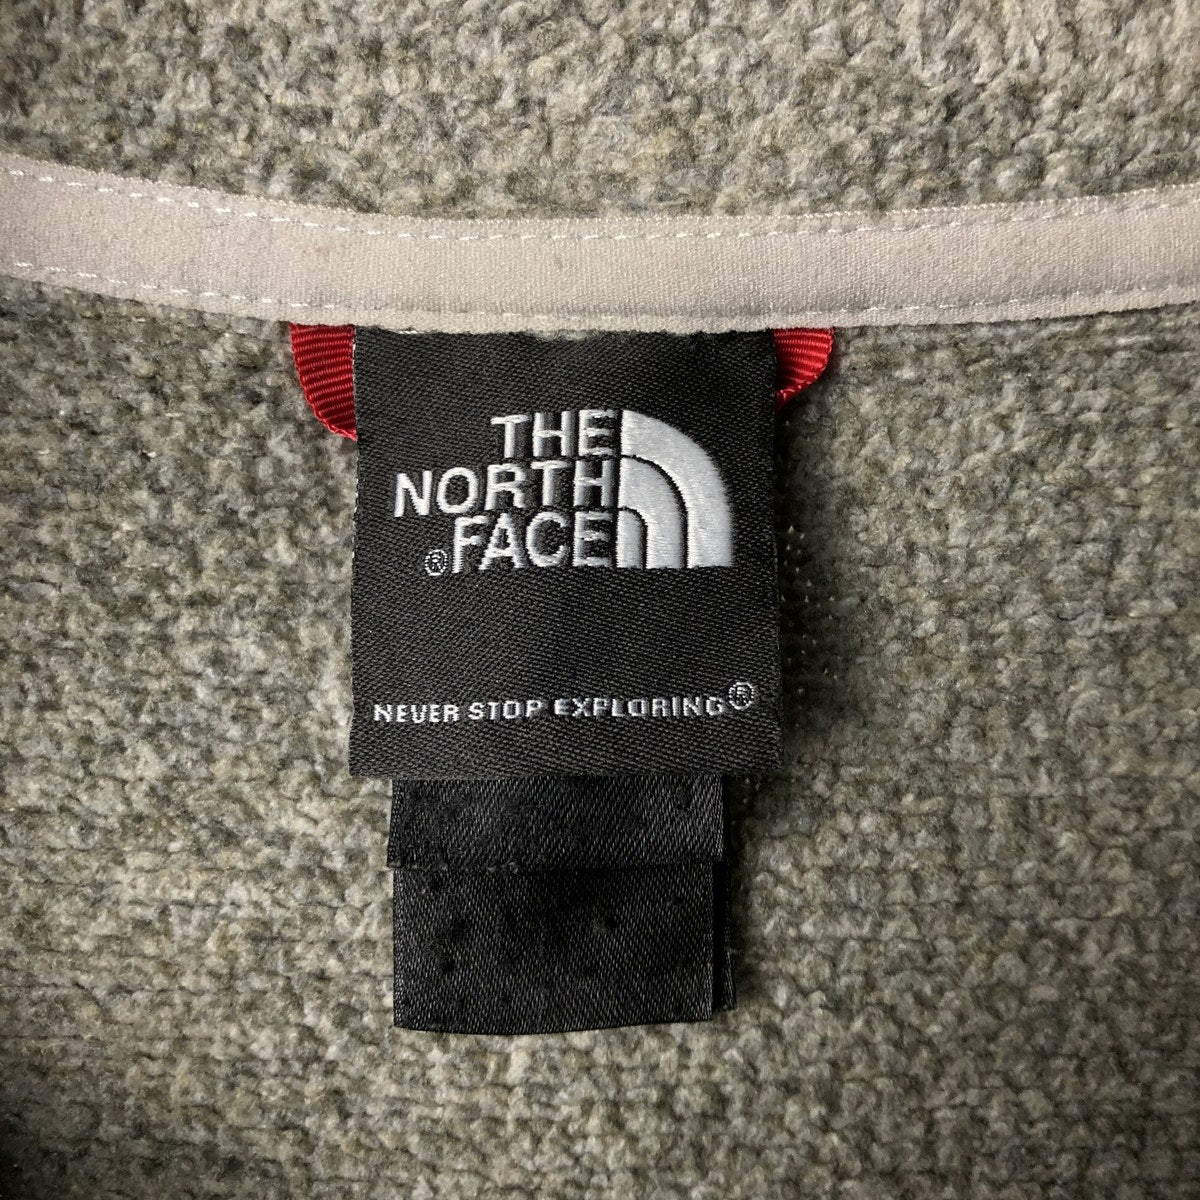 THE
NORTH
®FACE
NEVER STOP EXPLORING®